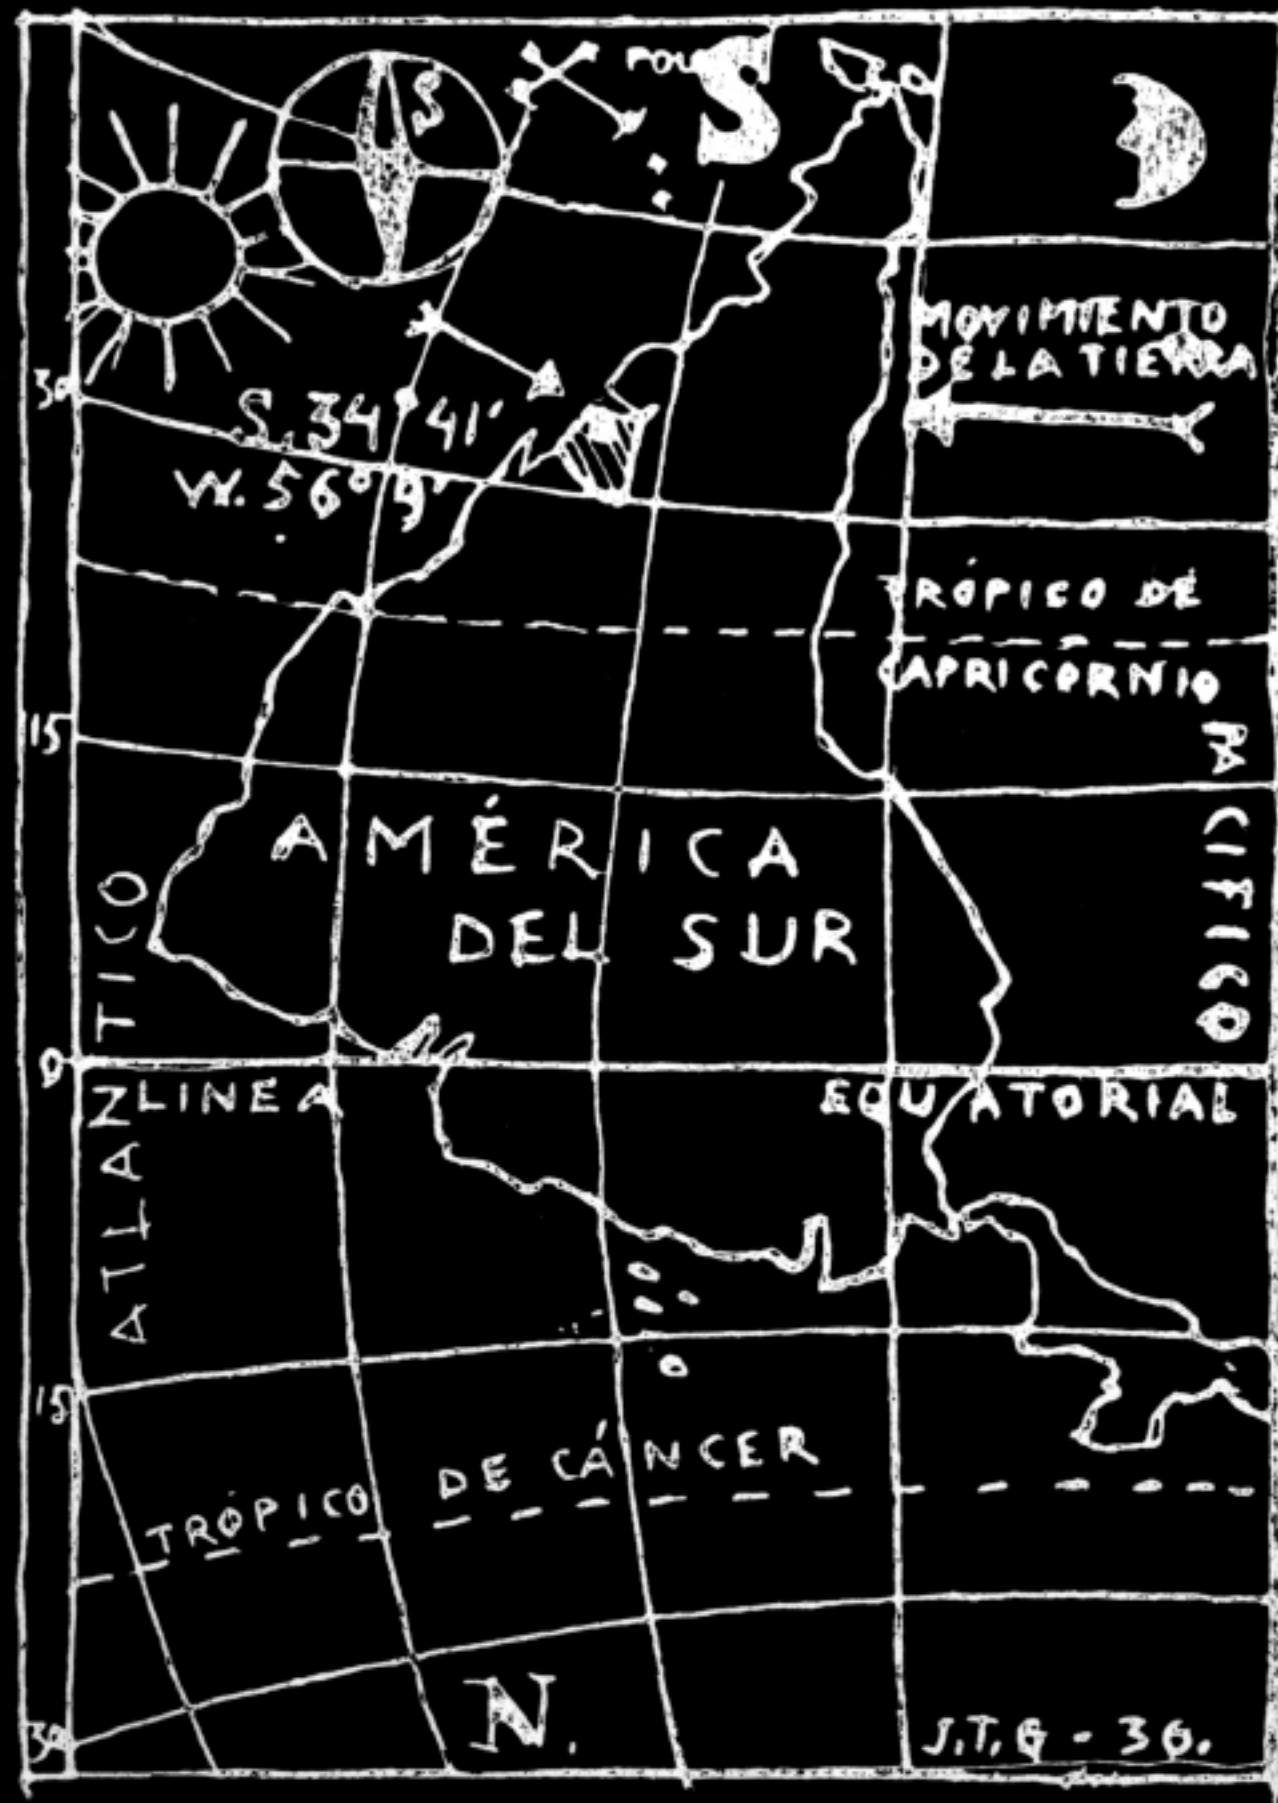 S
POLO
S
30
S. 34 41'
W. 56° 9'
MOVIMIENTO
DE LA TIERRA
TRÓPICO DE
CAPRICORNIO
15
PACIFICO
AMÉRICA
DEL SUR
ATLANTICO
0
LINEA EQUATORIAL
15
TRÓPICO DE CÁNCER
30
N.
J.T.G - 36.